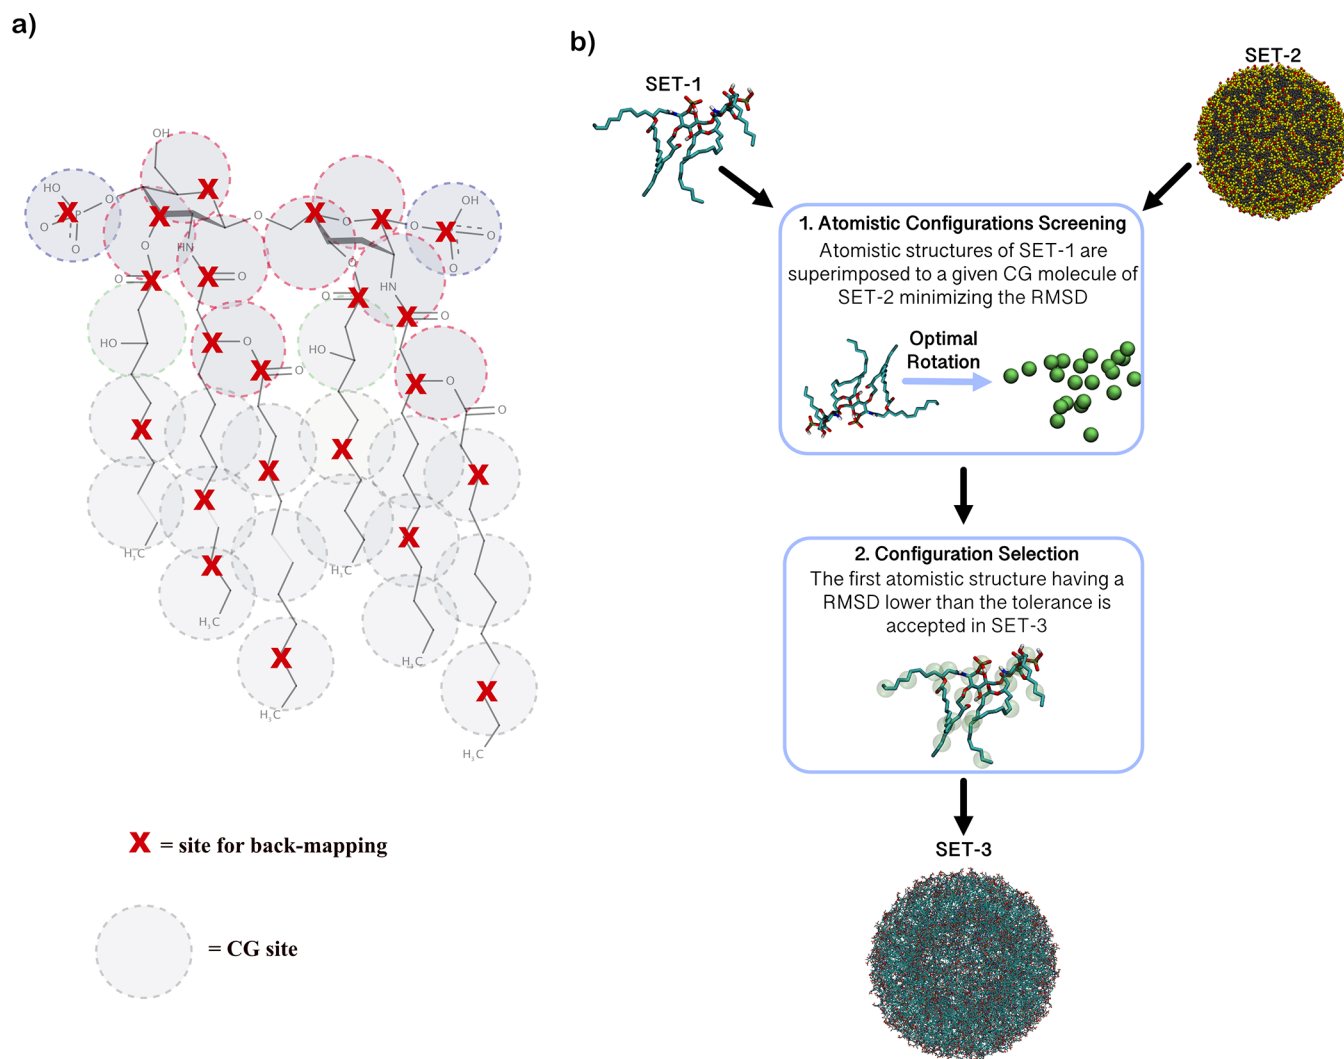 a)
b)
SET-1
SET-2
OH
HO
P
O
O
O
O
O
O
O
OH
O
O
O
HN
O
O
O
HN
O
O
O
HO
O
O
HO
O
O
O
H₃C
H₃C
H₃C
H₃C
H₃C
H₃C
X = site for back-mapping
= CG site
1. Atomistic Configurations Screening
Atomistic structures of SET-1 are
superimposed to a given CG molecule of
SET-2 minimizing the RMSD
Optimal
Rotation
2. Configuration Selection
The first atomistic structure having a
RMSD lower than the tolerance is
accepted in SET-3
SET-3